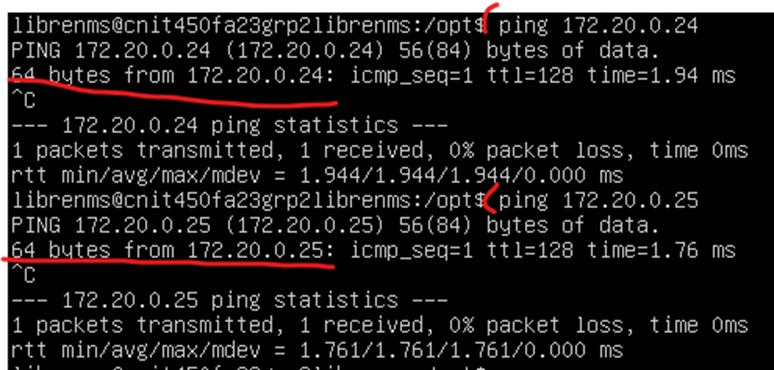 librenms@cnit450fa23grp2librenms:/opt$ ping 172.20.0.24
PING 172.20.0.24 (172.20.0.24) 56(84) bytes of data.
64 bytes from 172.20.0.24: icmp_seq=1 ttl=128 time=1.94 ms
^C
--- 172.20.0.24 ping statistics ---
1 packets transmitted, 1 received, 0% packet loss, time 0ms
rtt min/avg/max/mdev = 1.944/1.944/1.944/0.000 ms
librenms@cnit450fa23grp2librenms:/opt$ ping 172.20.0.25
PING 172.20.0.25 (172.20.0.25) 56(84) bytes of data.
64 bytes from 172.20.0.25: icmp_seq=1 ttl=128 time=1.76 ms
^C
--- 172.20.0.25 ping statistics ---
1 packets transmitted, 1 received, 0% packet loss, time 0ms
rtt min/avg/max/mdev = 1.761/1.761/1.761/0.000 ms